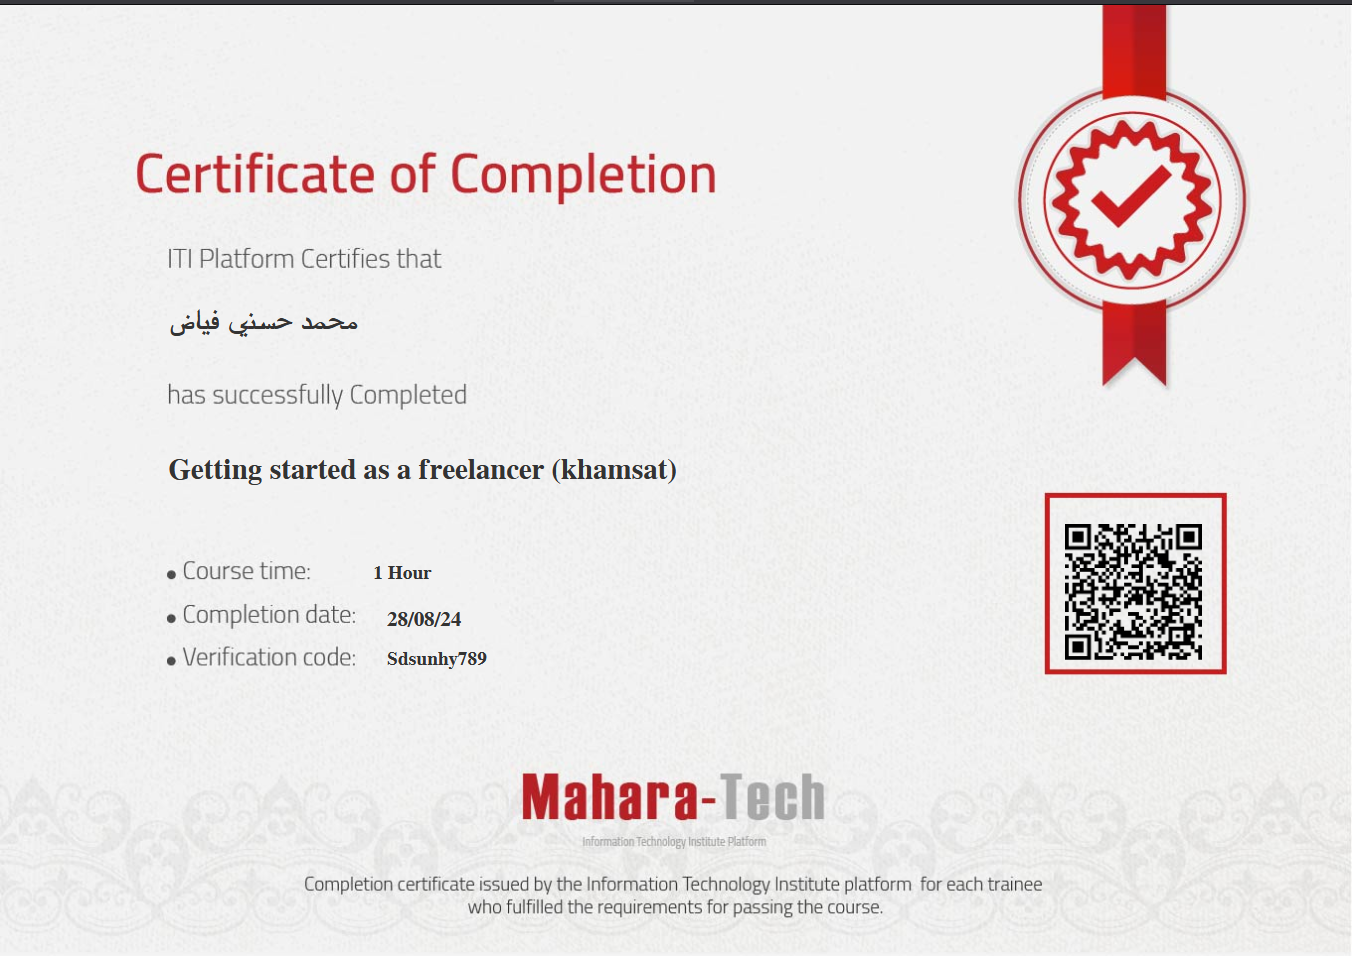 Certificate of Completion
ITI Platform Certifies that
محمد حسني فياض
has successfully Completed
Getting started as a freelancer (khamsat)
• Course time: 1 Hour
• Completion date: 28/08/24
• Verification code: Sdsunhy789
Mahara-Tech
Information Technology Institute Platform
Completion certificate issued by the Information Technology Institute platform for each trainee
who fulfilled the requirements for passing the course.